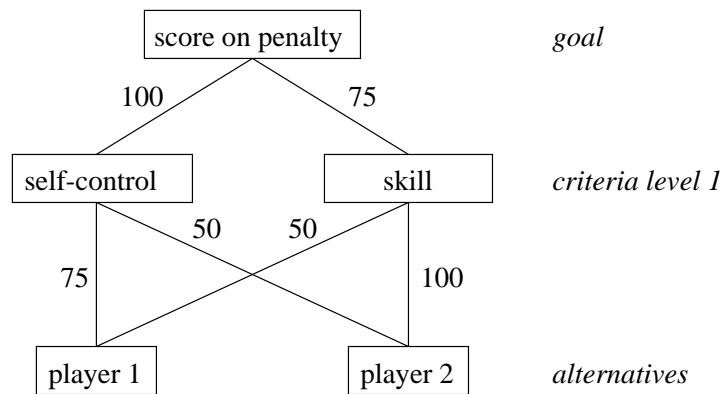 score on penalty
goal
100
75
self-control
skill
criteria level 1
50
50
75
100
player 1
player 2
alternatives